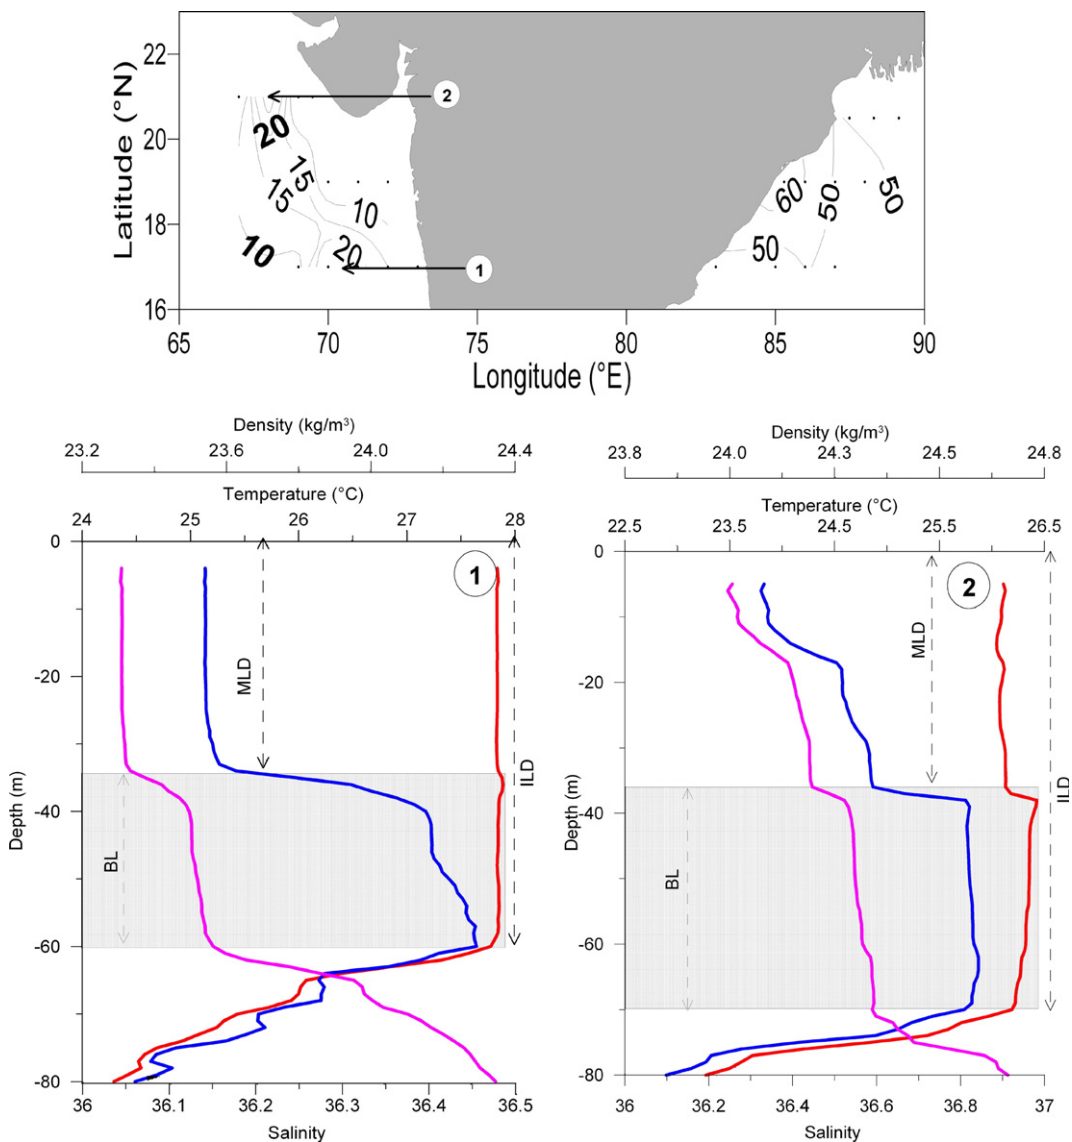 22
20
18
16
Latitude (°N)
65 70 75 80 85 90
Longitude (°E)
2
20
15
15
10
10
20
1
60
50
50
50
Density (kg/m³)
23.2 23.6 24.0 24.4
Temperature (°C)
24 25 26 27 28
0
-20
-40
-60
-80
Depth (m)
1
MLD
ILD
BL
36 36.1 36.2 36.3 36.4 36.5
Salinity
Density (kg/m³)
23.8 24.0 24.3 24.5 24.8
Temperature (°C)
22.5 23.5 24.5 25.5 26.5
0
-20
-40
-60
-80
Depth (m)
2
MLD
ILD
BL
36 36.2 36.4 36.6 36.8 37
Salinity